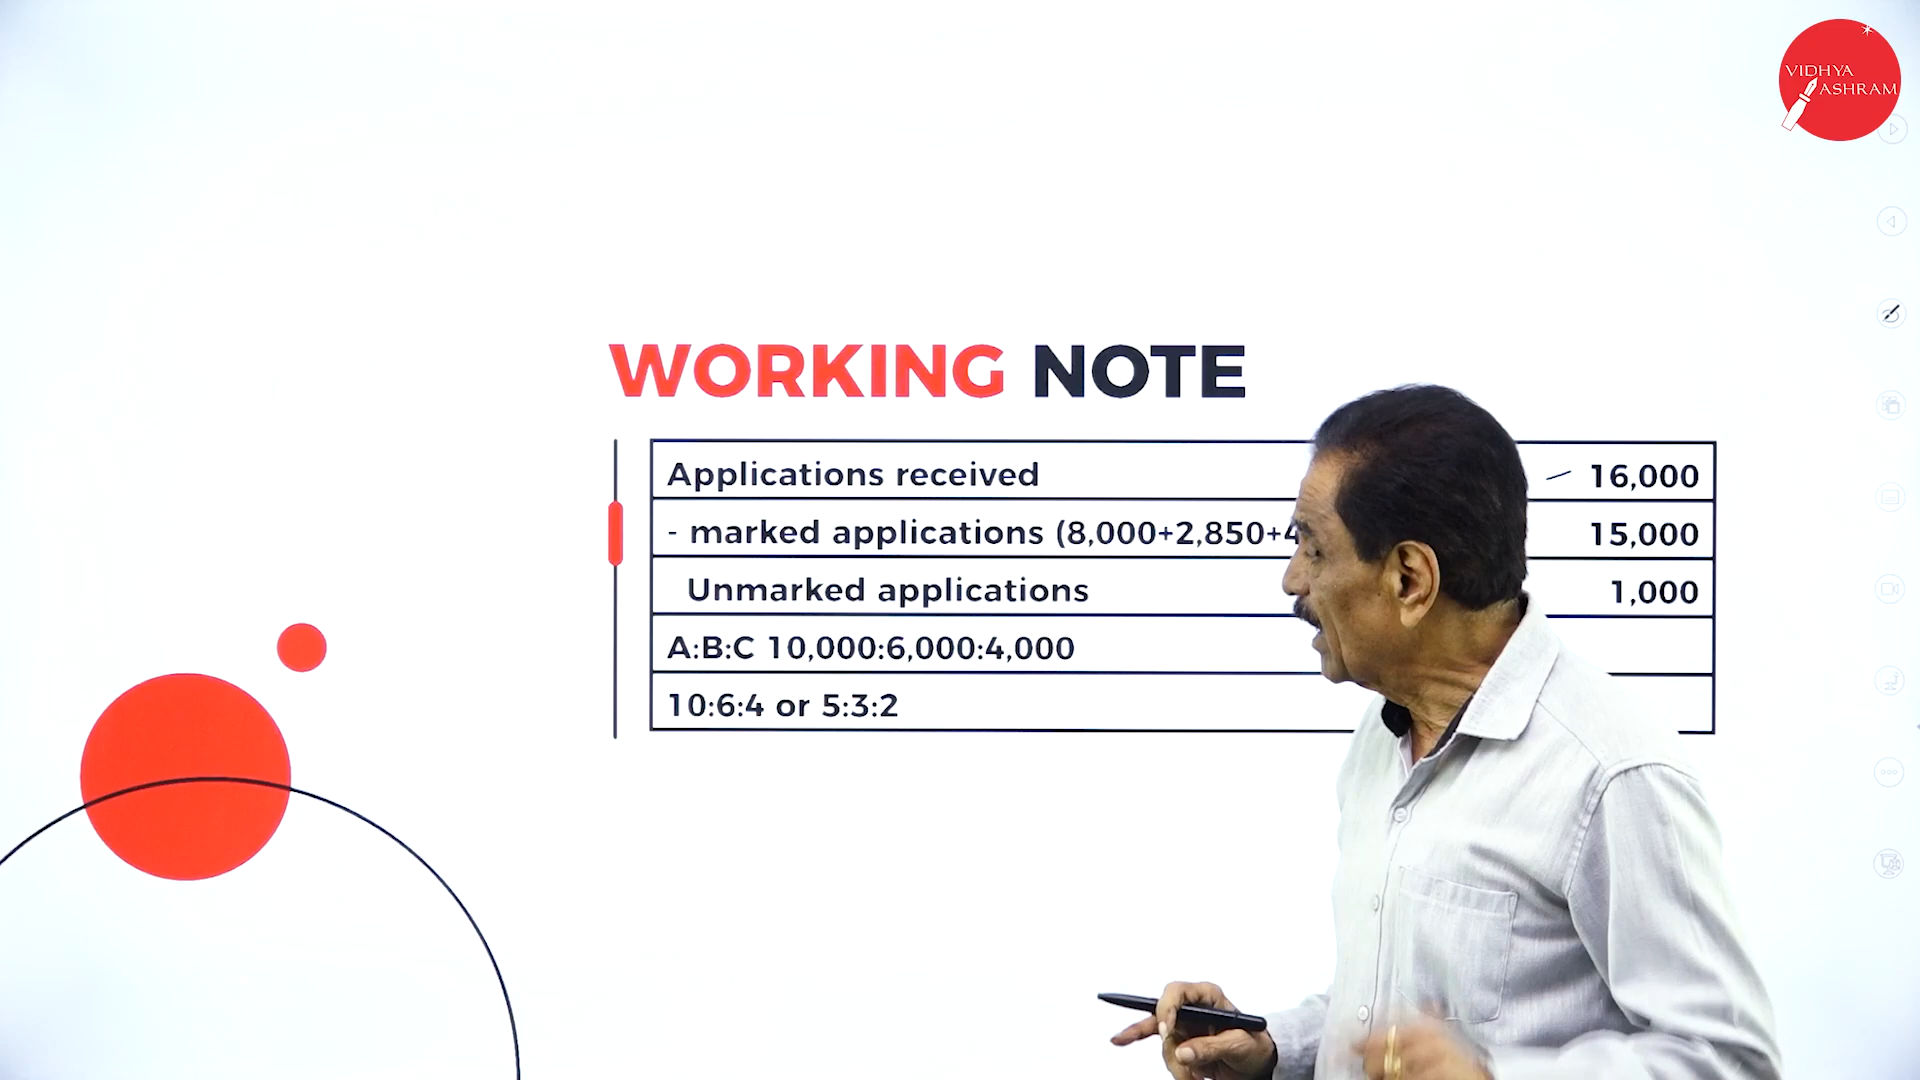 VIDHYA
ASHRAM
WORKING NOTE
Applications received 16,000
- marked applications (8,000+2,850+4 15,000
Unmarked applications 1,000
A:B:C 10,000:6,000:4,000
10:6:4 or 5:3:2